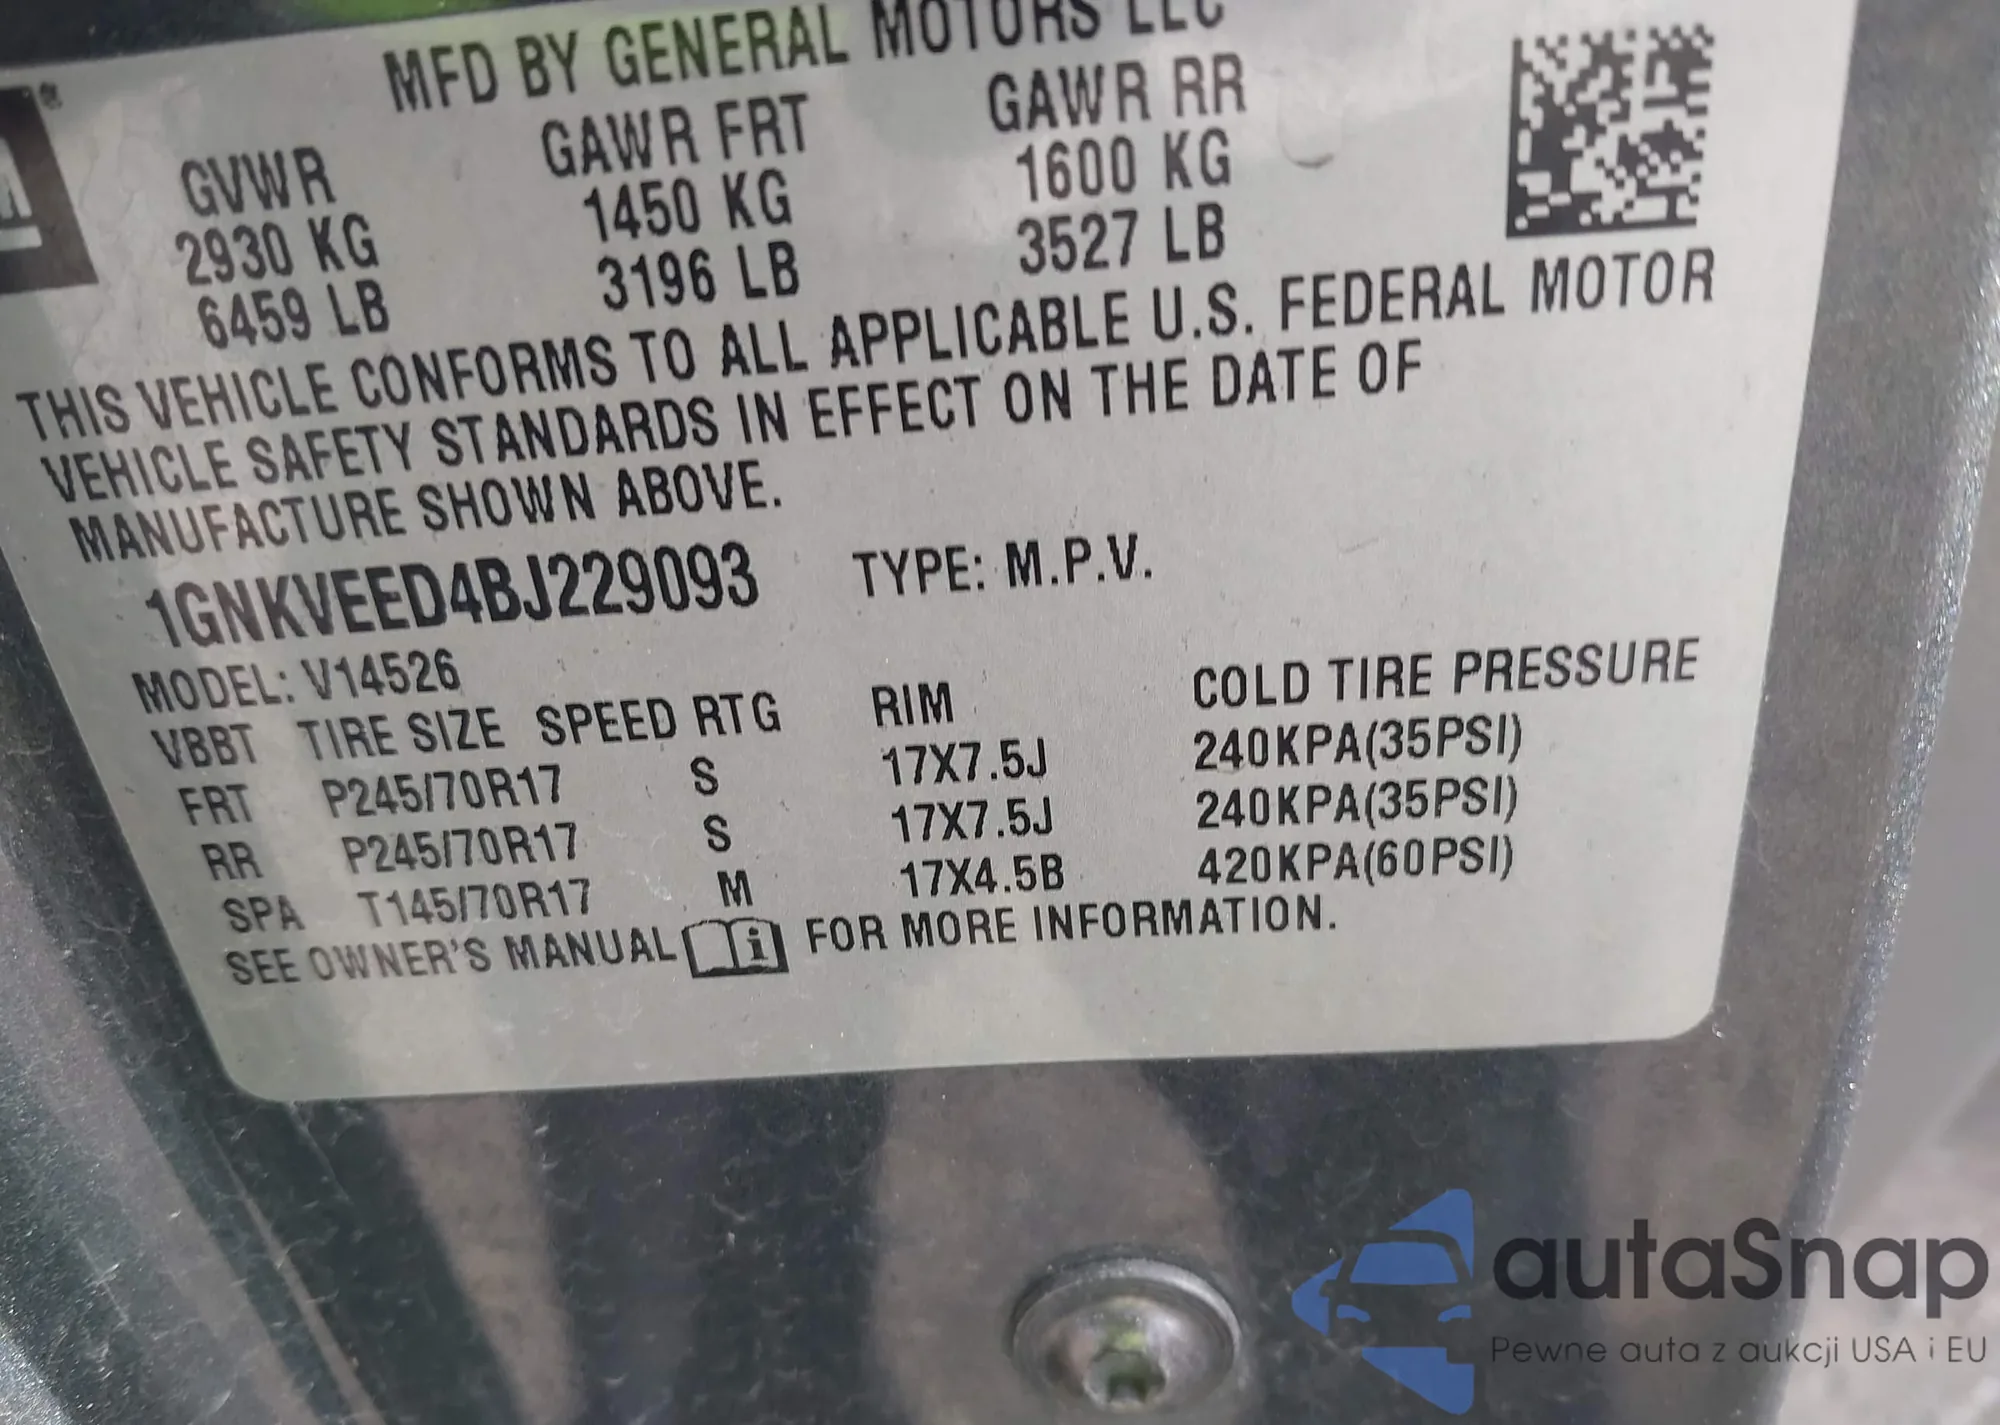 MFD BY GENERAL MOTORS LLC
GVWR GAWR FRT GAWR RR
2930 KG 1450 KG 1600 KG
6459 LB 3196 LB 3527 LB
THIS VEHICLE CONFORMS TO ALL APPLICABLE U.S. FEDERAL MOTOR
VEHICLE SAFETY STANDARDS IN EFFECT ON THE DATE OF
MANUFACTURE SHOWN ABOVE.
1GNKVEED4BJ229093 TYPE: M.P.V.
MODEL: V14526
VBBT TIRE SIZE SPEED RTG RIM COLD TIRE PRESSURE
FRT P245/70R17 S 17X7.5J 240KPA(35PSI)
RR P245/70R17 S 17X7.5J 240KPA(35PSI)
SPA T145/70R17 M 17X4.5B 420KPA(60PSI)
SEE OWNER'S MANUAL i FOR MORE INFORMATION.
autaSnap
Pewne auta z aukcji USA i EU